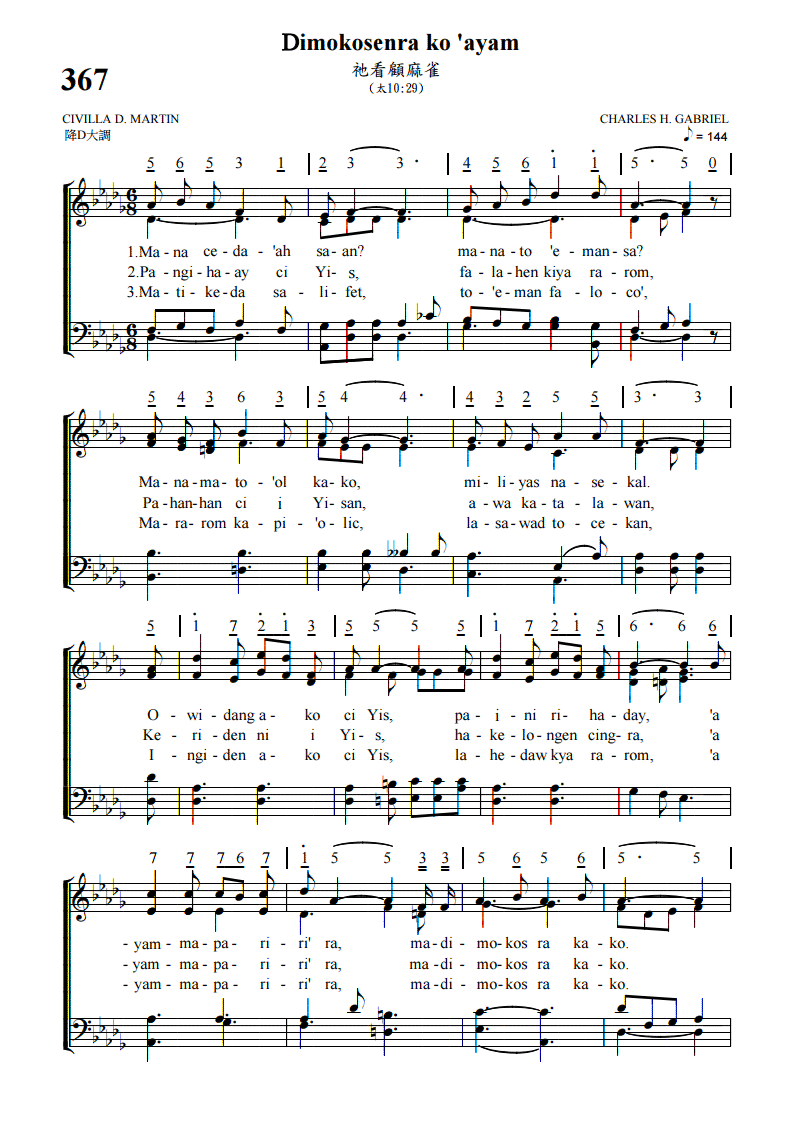 Dimokosenra ko 'ayam
367
祂看顧麻雀
(太10:29)
CIVILLA D. MARTIN
CHARLES H. GABRIEL
降D大調
♪ = 144
5 6 5 3 1 2 3 3 · 4 5 6 i i 5 · 5 0
1.Ma - na ce - da - 'ah sa - an? ma - na - to 'e - man - sa?
2.Pa - ngi - ha - ay ci Yi - s, fa - la - hen ki ya ra - rom,
3.Ma - ti - ke - da sa - li - fet, to - 'e - man fa - lo - co',
5 4 3 6 3 5 4 4 · 4 3 2 5 5 3 · 3
Ma - na - ma - to - 'ol ka - ko, mi - li - yas na - se - kal.
Pa - han - han ci i Yi - san, a - wa ka - ta - la - wan,
Ma - ra - rom ka - pi - 'o - lic, la - sa - wad to - ce - kan,
5 i 7 2 i 3 5 5 5 5 i 7 2 i 5 6 · 6 6
O - wi - dang a - ko ci Yis, pa - i - ni ri - ha - day, 'a
Ke - ri - den ni i Yi - s, ha - ke - lo - ngen cing - ra, 'a
I - ngi - den a - ko ci Yis, la - he - daw kya ra - rom, 'a
7 7 7 6 7 i 5 5 3 3 5 6 5 6 5 · 5
- yam - ma - pa - ri - ri' ra, ma - di - mo - kos ra ka - ko.
- yam - ma - pa - ri - ri' ra, ma - di - mo - kos ra ka - ko.
- yam - ma - pa - ri - ri' ra, ma - di - mo - kos ra ka - ko.